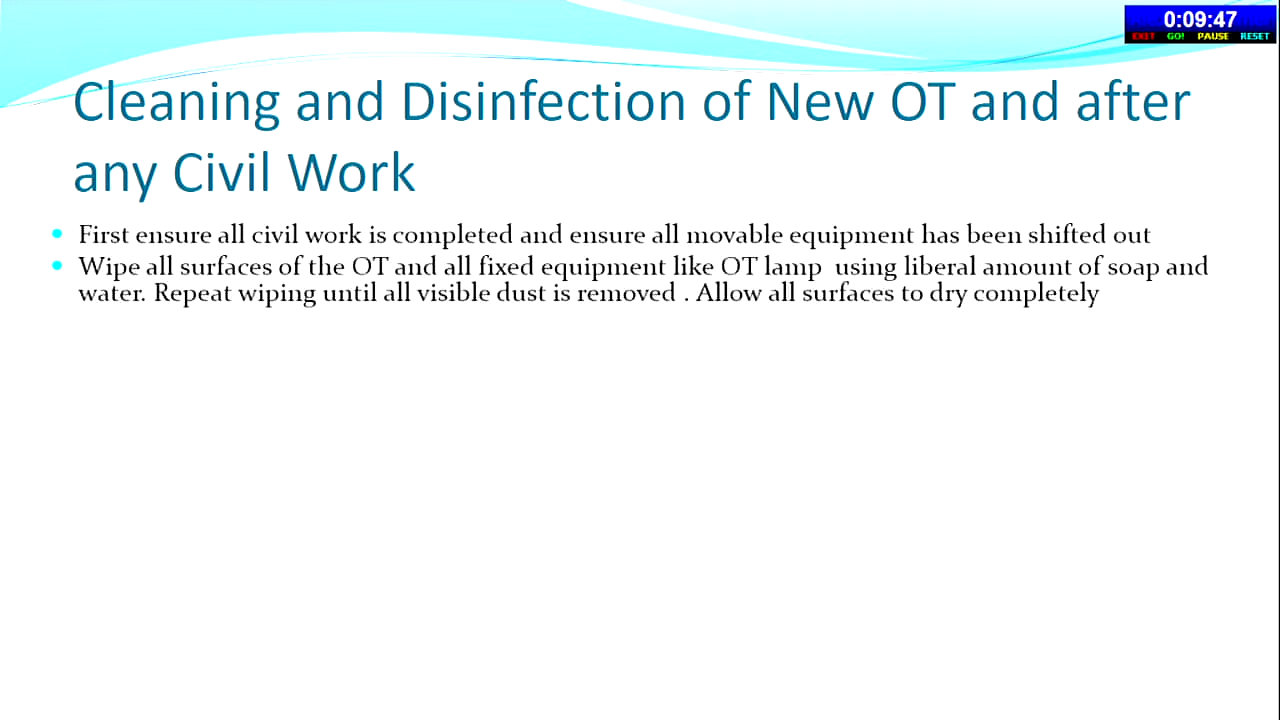 0:09:47
EXIT GO! PAUSE RESET
Cleaning and Disinfection of New OT and after
any Civil Work
• First ensure all civil work is completed and ensure all movable equipment has been shifted out
• Wipe all surfaces of the OT and all fixed equipment like OT lamp  using liberal amount of soap and
water. Repeat wiping until all visible dust is removed . Allow all surfaces to dry completely